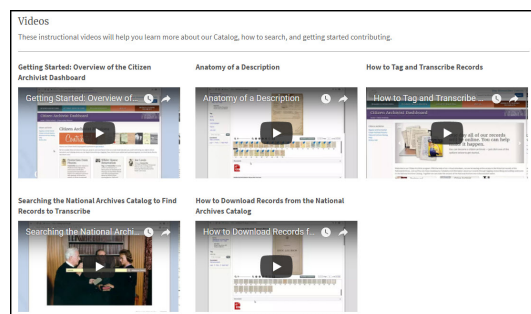 Videos
These instructional videos will help you learn more about our Catalog, how to search, and getting started contributing.
Getting Started: Overview of the Citizen
Archivist Dashboard
Anatomy of a Description
How to Tag and Transcribe Records
Getting Started: Overview of...
Anatomy of a Description
How to Tag and Transcribe ...
Citizen Archivist Dashboard
Searching the National Archives Catalog to Find
Records to Transcribe
How to Download Records from the National
Archives Catalog
Searching the National Archi...
How to Download Records f...